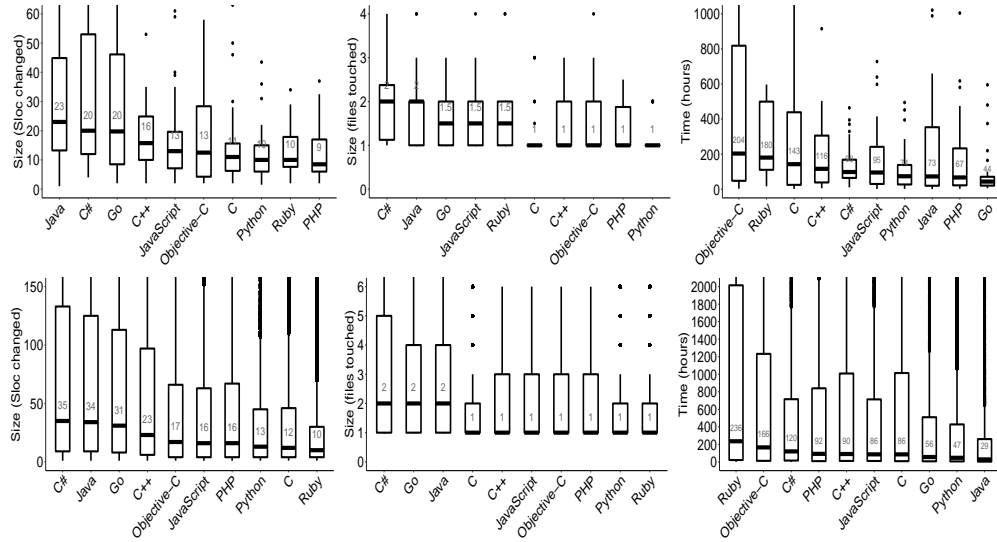 Size (Sloc changed)
60
50
40
30
20
10
0
23
20
20
16
13
13
11
10
10
9
Java
C#
Go
C++
JavaScript
Objective-C
C
Python
Ruby
PHP
Size (files touched)
4
3
2
1
0
2
2
1.5
1.5
1.5
1
1
1
1
1
C#
Java
Go
JavaScript
Ruby
C
C++
Objective-C
PHP
Python
Time (hours)
1000
800
600
400
200
0
204
180
143
116
95
74
73
67
44
Objective-C
Ruby
C
C++
C#
JavaScript
Python
Java
PHP
Go
Size (Sloc changed)
150
100
50
0
35
34
31
23
17
16
16
13
12
10
C#
Java
Go
C++
Objective-C
JavaScript
PHP
Python
C
Ruby
Size (files touched)
6
5
4
3
2
1
0
2
2
2
1
1
1
1
1
1
1
C#
Go
Java
C
C++
JavaScript
Objective-C
PHP
Python
Ruby
Time (hours)
2000
1800
1600
1400
1200
1000
800
600
400
200
0
236
166
120
92
90
86
86
56
47
29
Ruby
Objective-C
C#
PHP
C++
JavaScript
C
Go
Python
Java